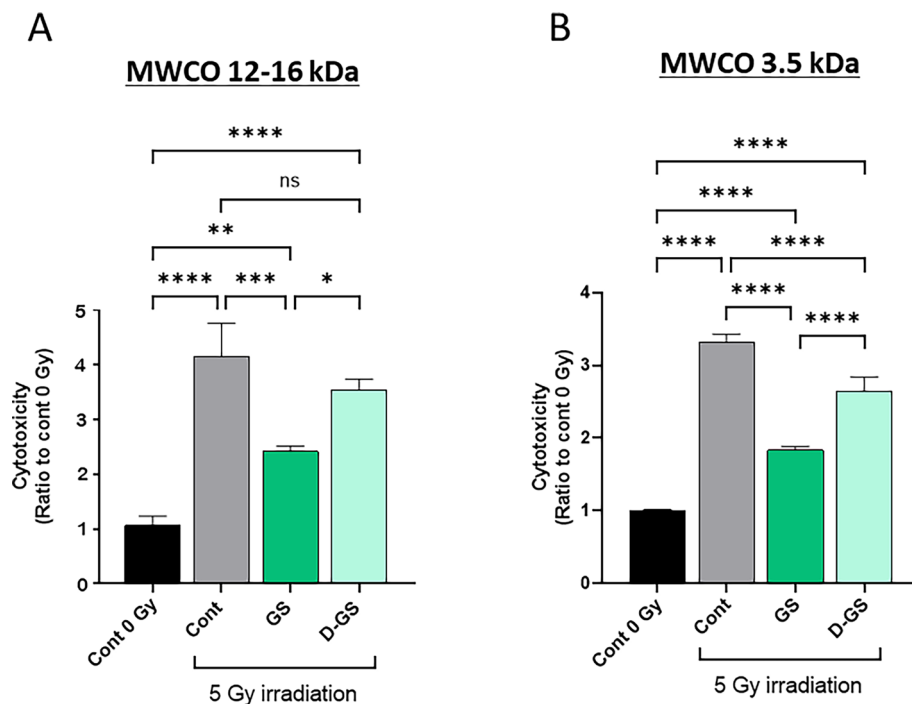 A
MWCO 12-16 kDa
****
ns
**
****
***
*
5
4
3
2
1
0
Cytotoxicity
(Ratio to cont 0 Gy)
Cont 0 Gy
Cont
GS
D-GS
5 Gy irradiation
B
MWCO 3.5 kDa
****
****
****
****
****
****
4
3
2
1
0
Cytotoxicity
(Ratio to cont 0 Gy)
Cont 0 Gy
Cont
GS
D-GS
5 Gy irradiation